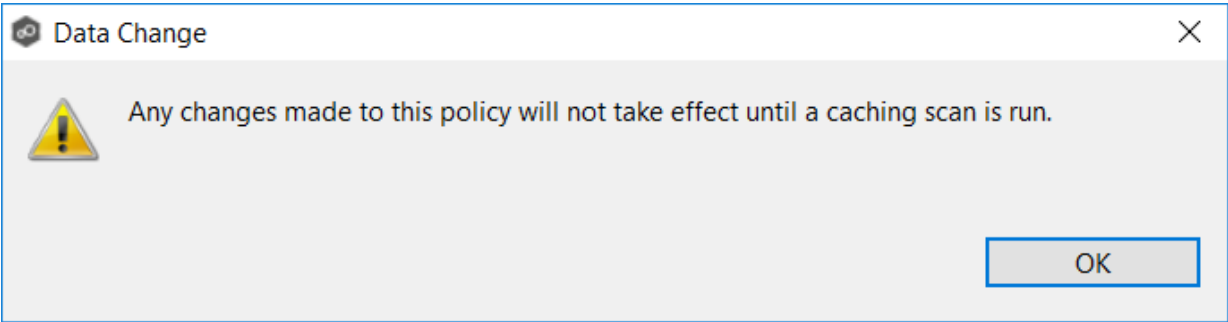 Data Change
Any changes made to this policy will not take effect until a caching scan is run.
OK